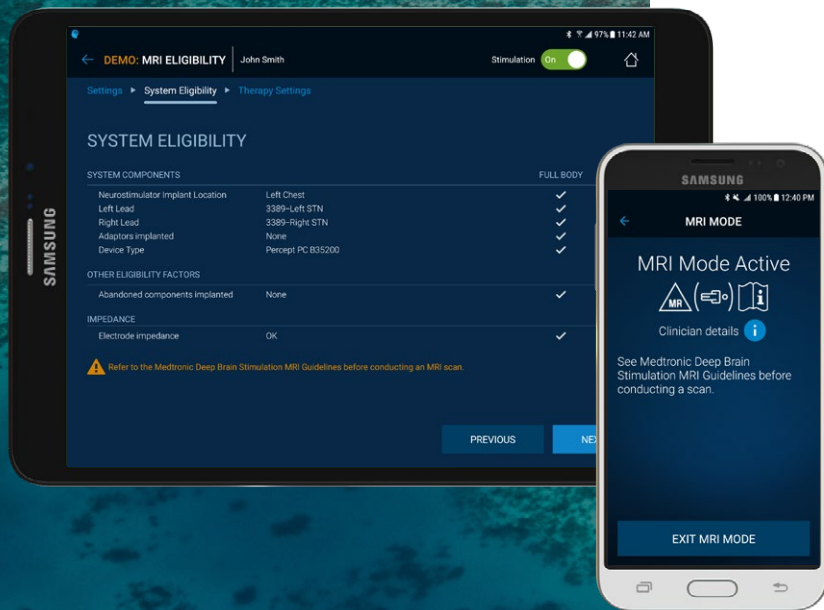 97% 11:42 AM
DEMO: MRI ELIGIBILITY John Smith Stimulation On
Settings System Eligibility Therapy Settings
SYSTEM ELIGIBILITY
SYSTEM COMPONENTS FULL BODY
Neurostimulator Implant Location Left Chest
Left Lead 3389-Left STN
Right Lead 3389-Right STN
Adaptors implanted None
Device Type Percept PC B35200
OTHER ELIGIBILITY FACTORS
Abandoned components implanted None
IMPEDANCE
Electrode impedance OK
Refer to the Medtronic Deep Brain Stimulation MRI Guidelines before conducting an MRI scan.
PREVIOUS
SAMSUNG
SAMSUNG
100% 12:40 PM
MRI MODE
MRI Mode Active
MR i
Clinician details i
See Medtronic Deep Brain
Stimulation MRI Guidelines before
conducting a scan.
EXIT MRI MODE